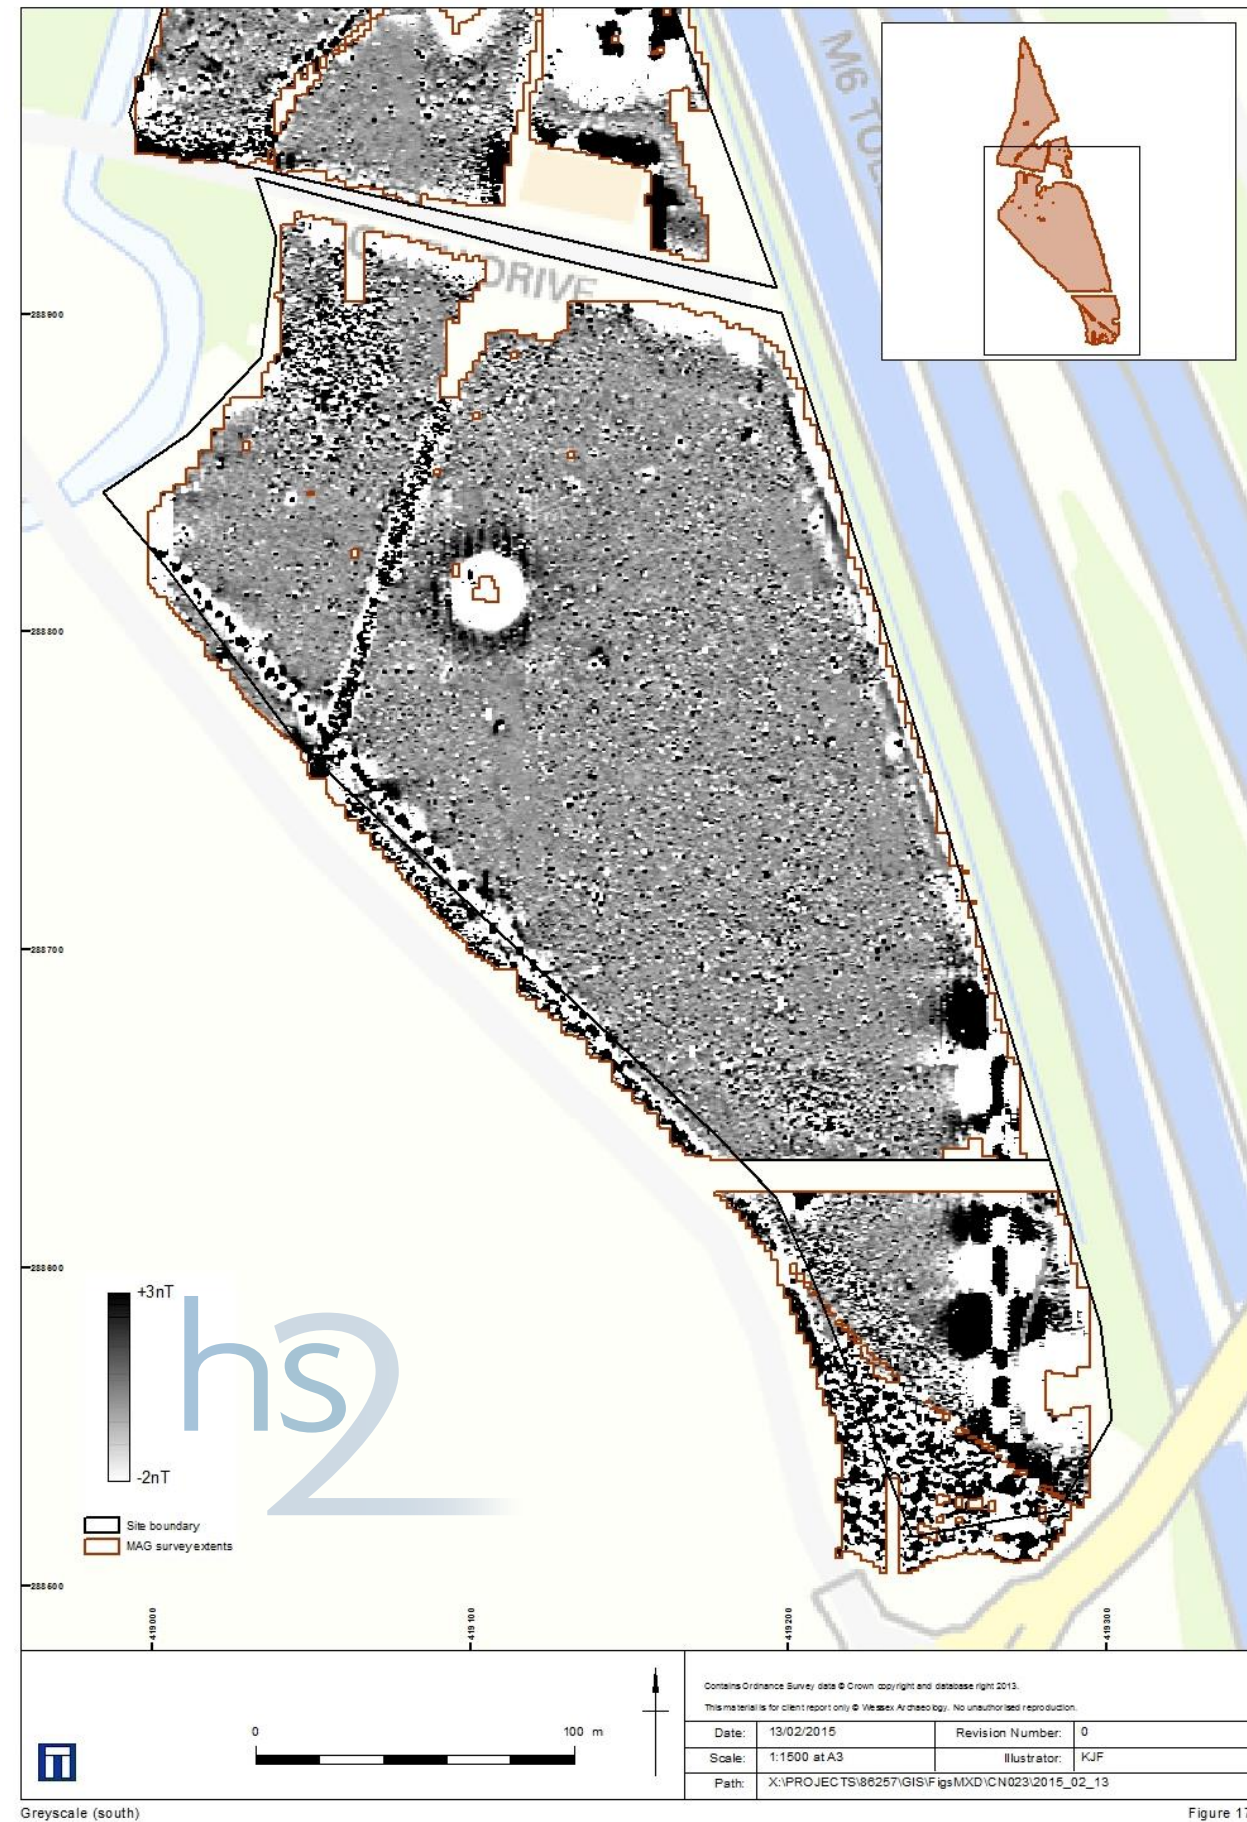 M6 TOLL
DRIVE
288900
288800
288700
288600
288500
+3nT
-2nT
hs2
Site boundary
MAG survey extents
419000
419100
419200
419300
0 100 m
Contains Ordnance Survey data © Crown copyright and database right 2013.
This material is for client report only © Wessex Archaeology. No unauthorised reproduction.
Date: 13/02/2015 Revision Number: 0
Scale: 1:1500 at A3 Illustrator: KJF
Path: X:\PROJECTS\86257\GIS\FigsMXD\CN023\2015_02_13
Greyscale (south)
Figure 17